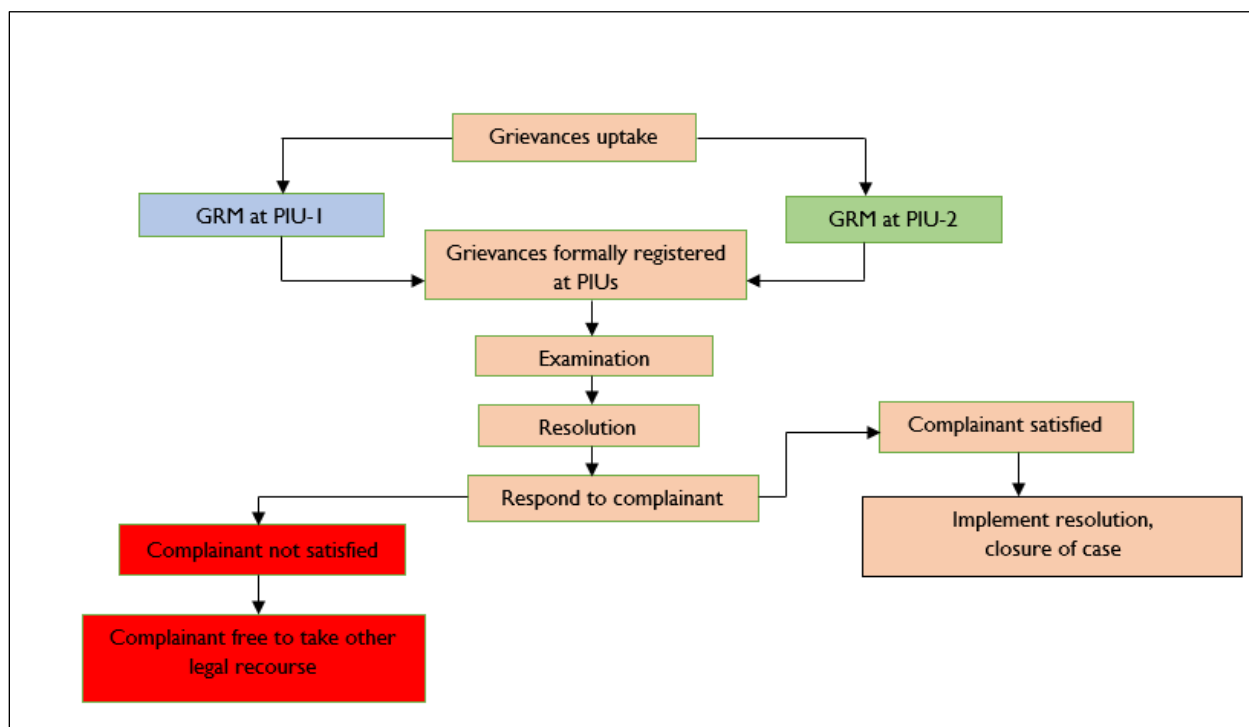 Grievances uptake
GRM at PIU-1
GRM at PIU-2
Grievances formally registered
at PIUs
Examination
Resolution
Complainant satisfied
Respond to complainant
Implement resolution,
closure of case
Complainant not satisfied
Complainant free to take other
legal recourse